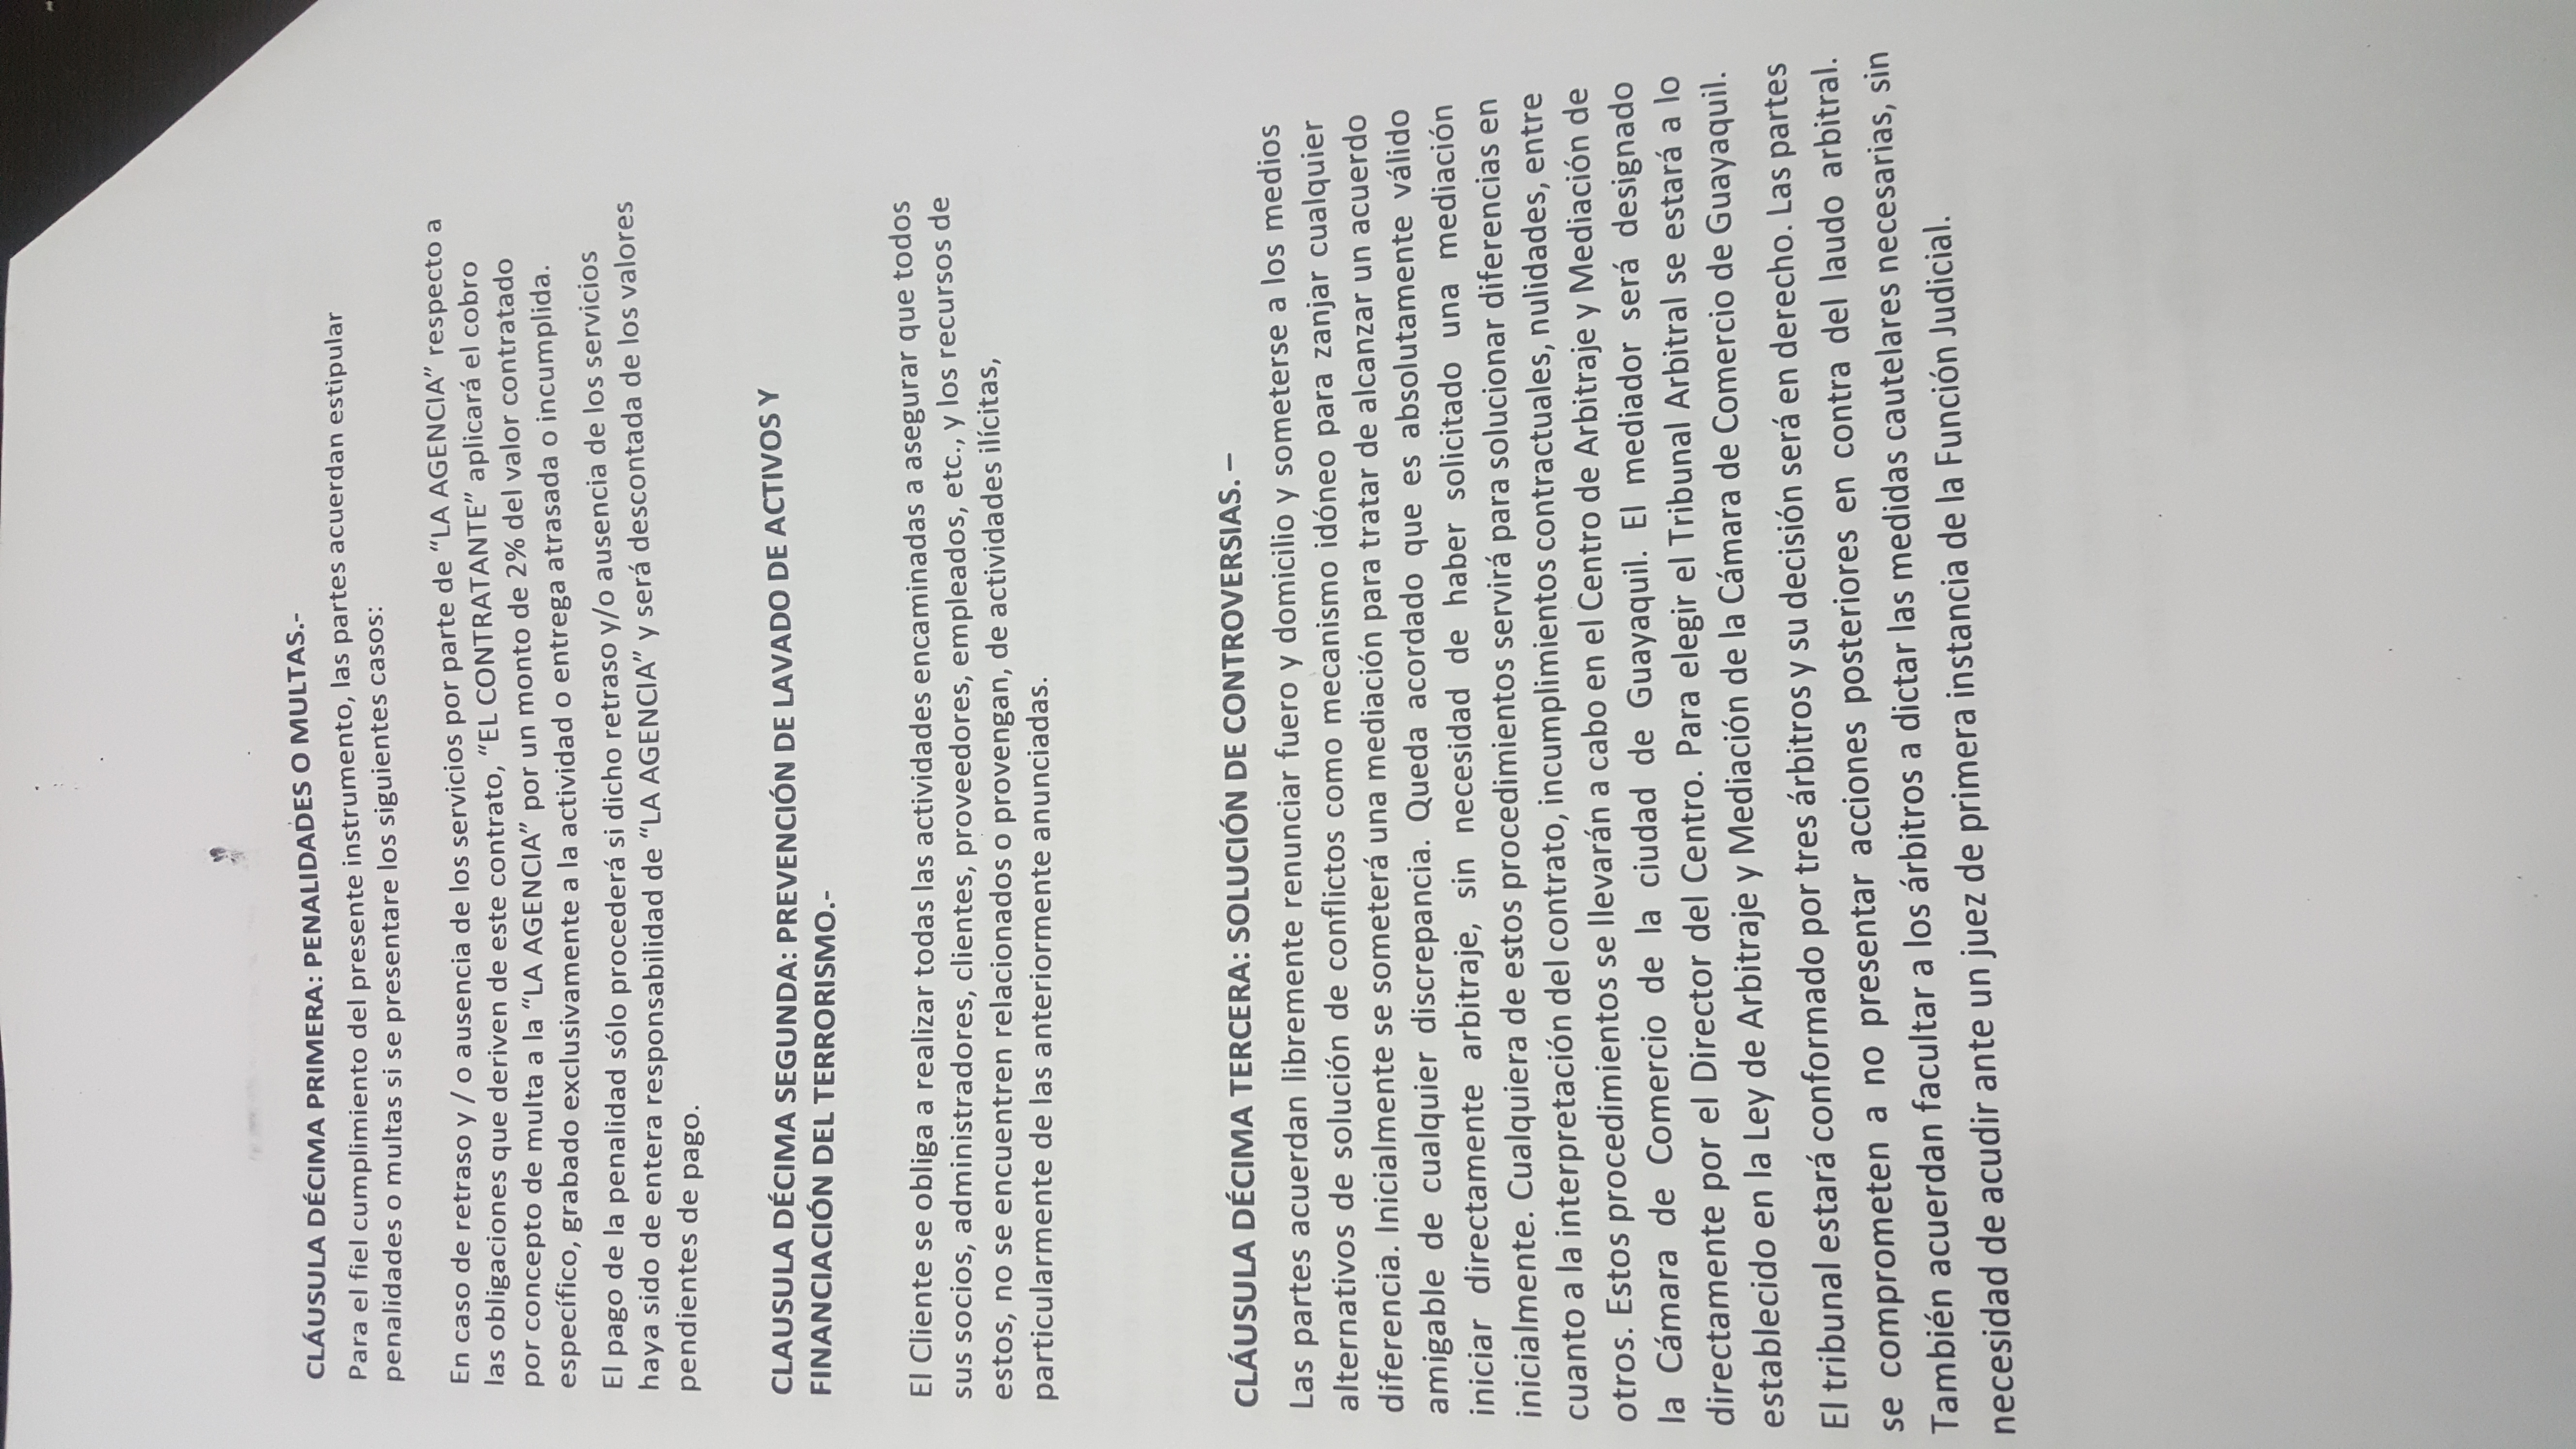 CLÁUSULA DÉCIMA PRIMERA: PENALIDADES O MULTAS.-
Para el fiel cumplimiento del presente instrumento, las partes acuerdan estipular
penalidades o multas si se presentare los siguientes casos:
En caso de retraso y / o ausencia de los servicios por parte de “LA AGENCIA” respecto a
las obligaciones que deriven de este contrato, “EL CONTRATANTE” aplicará el cobro
por concepto de multa a la “LA AGENCIA” por un monto de 2% del valor contratado
específico, grabado exclusivamente a la actividad o entrega atrasada o incumplida.
El pago de la penalidad sólo procederá si dicho retraso y/o ausencia de los servicios
haya sido de entera responsabilidad de “LA AGENCIA” y será descontada de los valores
pendientes de pago.
CLAUSULA DÉCIMA SEGUNDA: PREVENCIÓN DE LAVADO DE ACTIVOS Y
FINANCIACIÓN DEL TERRORISMO.-
El Cliente se obliga a realizar todas las actividades encaminadas a asegurar que todos
sus socios, administradores, clientes, proveedores, empleados, etc., y los recursos de
estos, no se encuentren relacionados o provengan, de actividades ilícitas,
particularmente de las anteriormente anunciadas.
CLÁUSULA DÉCIMA TERCERA: SOLUCIÓN DE CONTROVERSIAS. –
Las partes acuerdan libremente renunciar fuero y domicilio y someterse a los medios
alternativos de solución de conflictos como mecanismo idóneo para zanjar cualquier
diferencia. Inicialmente se someterá una mediación para tratar de alcanzar un acuerdo
amigable de cualquier discrepancia. Queda acordado que es absolutamente válido
iniciar directamente arbitraje, sin necesidad de haber solicitado una mediación
inicialmente. Cualquiera de estos procedimientos servirá para solucionar diferencias en
cuanto a la interpretación del contrato, incumplimientos contractuales, nulidades, entre
otros. Estos procedimientos se llevarán a cabo en el Centro de Arbitraje y Mediación de
la Cámara de Comercio de la ciudad de Guayaquil. El mediador será designado
directamente por el Director del Centro. Para elegir el Tribunal Arbitral se estará a lo
establecido en la Ley de Arbitraje y Mediación de la Cámara de Comercio de Guayaquil.
El tribunal estará conformado por tres árbitros y su decisión será en derecho. Las partes
se comprometen a no presentar acciones posteriores en contra del laudo arbitral.
También acuerdan facultar a los árbitros a dictar las medidas cautelares necesarias, sin
necesidad de acudir ante un juez de primera instancia de la Función Judicial.